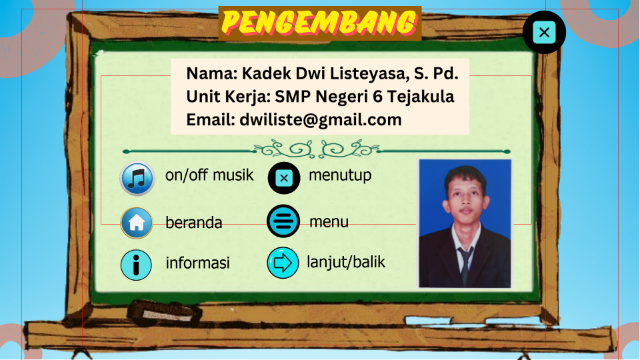 PENGEMBANG
Nama: Kadek Dwi Listeyasa, S. Pd.
Unit Kerja: SMP Negeri 6 Tejakula
Email: dwiliste@gmail.com
on/off musik
menutup
beranda
menu
informasi
lanjut/balik